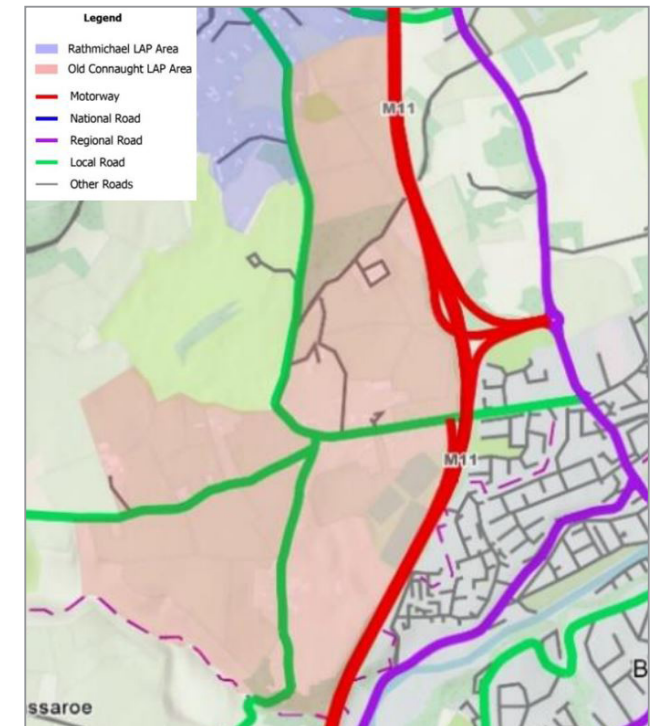 Legend
Rathmichael LAP Area
Old Connaught LAP Area
Motorway
National Road
Regional Road
Local Road
Other Roads
M11
M11
B
ssaroe